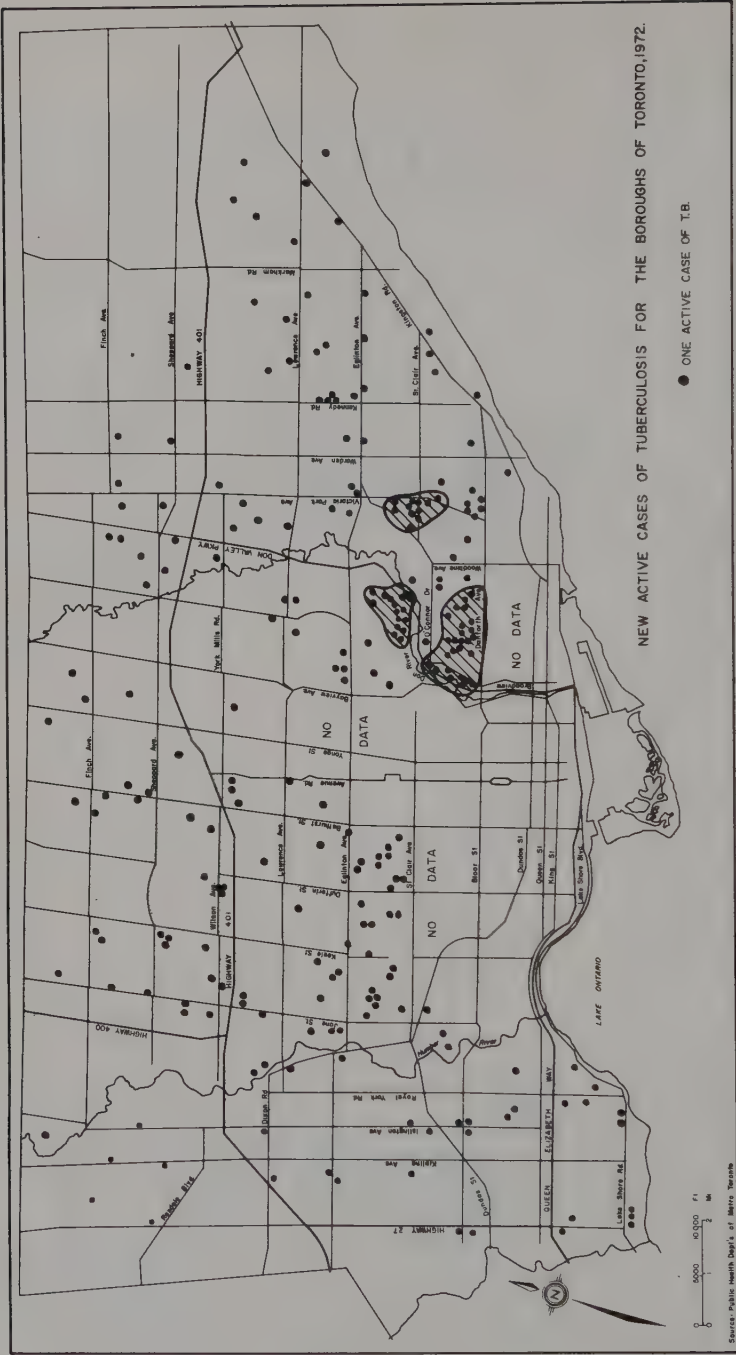 NEW ACTIVE CASES OF TUBERCULOSIS FOR THE BOROUGHS OF TORONTO,1972.
● ONE ACTIVE CASE OF T.B.
Finch Ave.
Sheppard Ave
HIGHWAY 401
Markham Rd.
Lawrence Ave
Eglinton Ave.
Kingston Rd.
St. Clair Ave.
Kennedy Rd.
Warden Ave
Victoria Park Ave
DON VALLEY PKWY
Woodbine Ave.
O'Connor Dr
Danforth Ave.
NO DATA
Don River
Broadview
York Mills Rd.
Bayview Ave
NO
DATA
Yonge St
Avenue Rd.
Bathurst St.
Finch Ave.
Sheppard Ave.
Wilson Ave.
HIGHWAY 401
Lawrence Ave.
Eglinton Ave
St Clair Ave
Dufferin St
Keele St
Jane St
HIGHWAY 400
NO DATA
Bloor St
Dundas St
Queen St
King St
Lake Shore Blvd.
LAKE ONTARIO
Humber River
Dixon Rd
Royal York Rd
Islington Ave
Kipling Ave
Dundas St
HIGHWAY 27
Rexdale Blvd.
QUEEN ELIZABETH WAY
Lake Shore Rd.
N
0 5000 10000 Ft
0 1 2 Mi
Source: Public Health Dept's of Metro Toronto